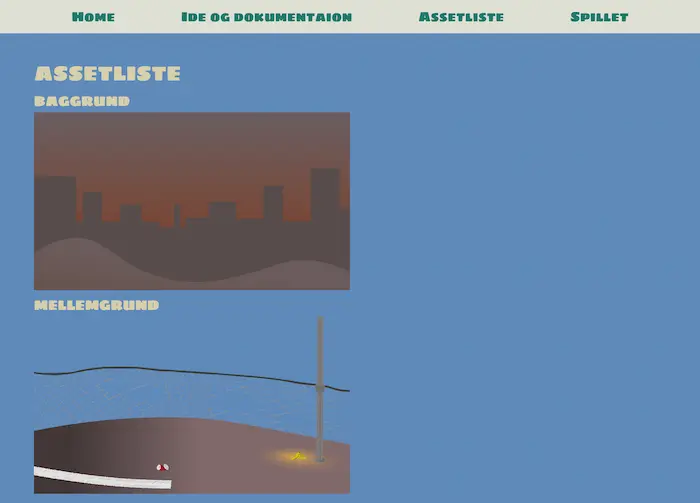 Home
Ide og dokumentaion
Assetliste
Spillet
ASSETLISTE
BAGGRUND
MELLEMGRUND